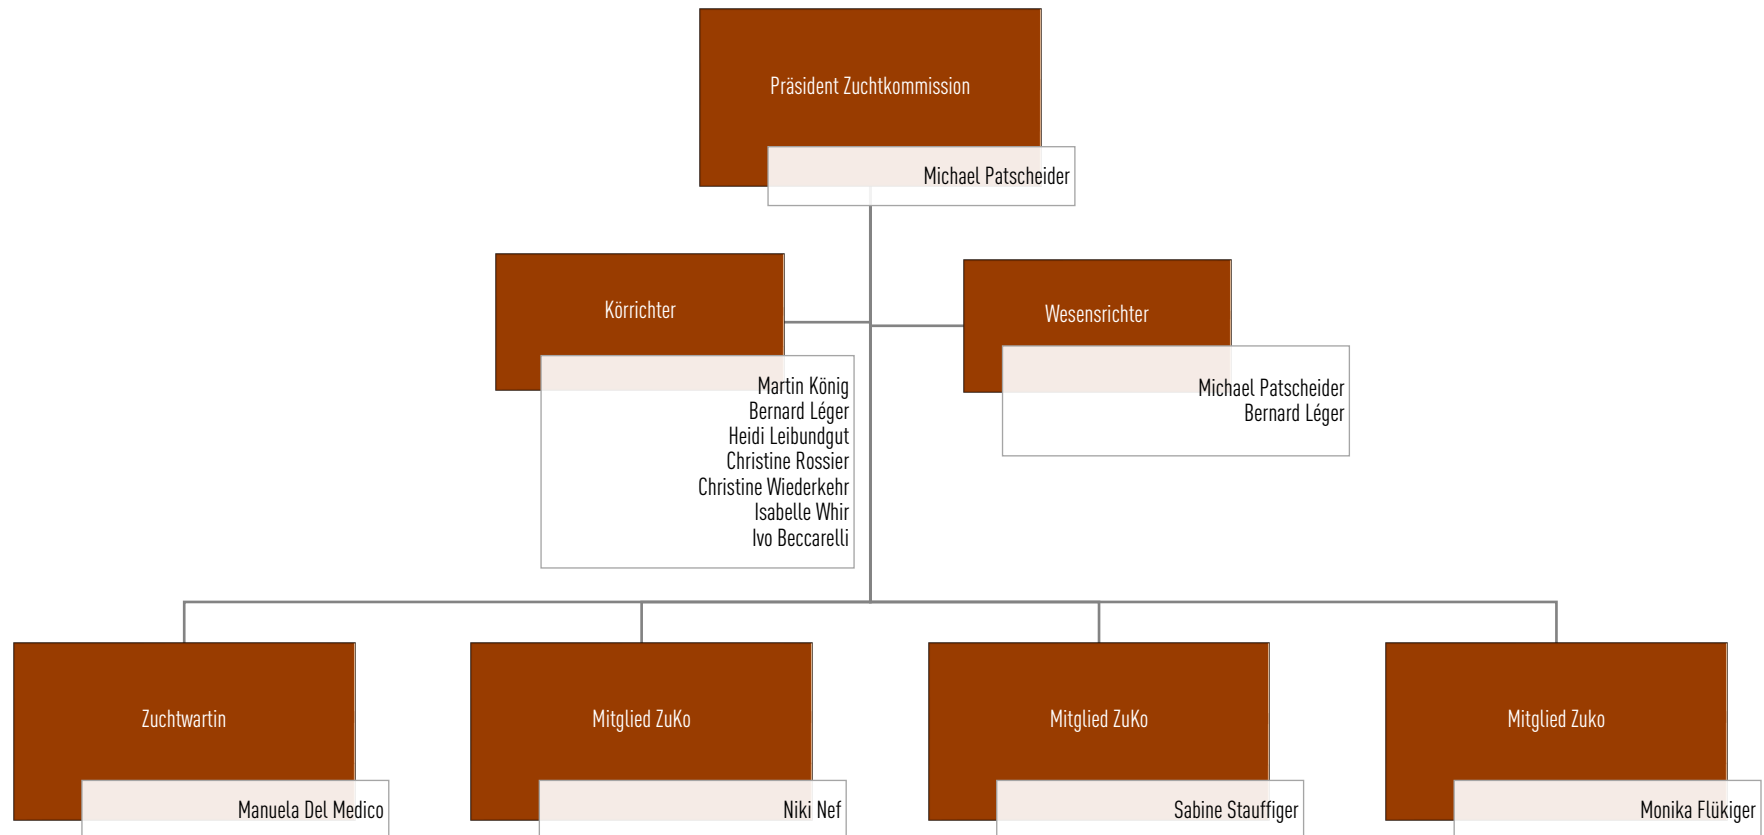 Präsident Zuchtkommission
Michael Patscheider
Körrichter
Martin König
Bernard Léger
Heidi Leibundgut
Christine Rossier
Christine Wiederkehr
Isabelle Whir
Ivo Beccarelli
Wesensrichter
Michael Patscheider
Bernard Léger
Zuchtwartin
Manuela Del Medico
Mitglied ZuKo
Niki Nef
Mitglied ZuKo
Sabine Stauffiger
Mitglied Zuko
Monika Flükiger